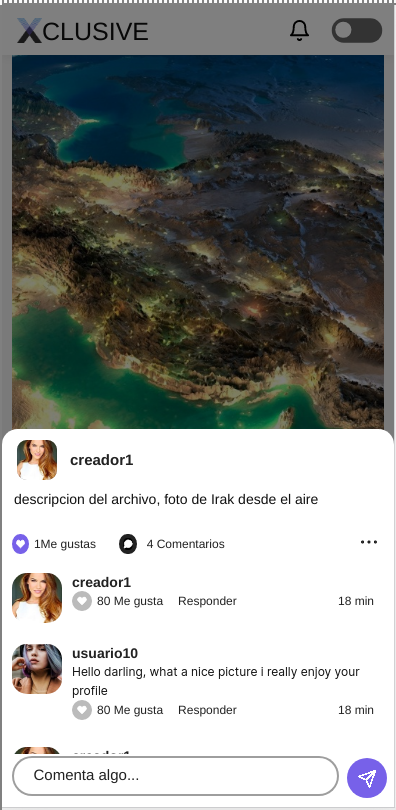 XCLUSIVE
creador1
descripcion del archivo, foto de Irak desde el aire
1Me gustas 4 Comentarios
creador1
80 Me gusta Responder 18 min
usuario10
Hello darling, what a nice picture i really enjoy your
profile
80 Me gusta Responder 18 min
creador1
Comenta algo...